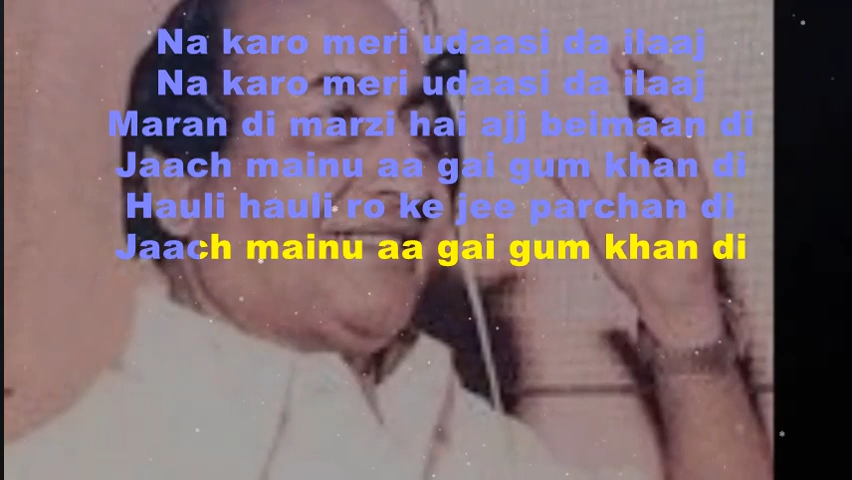 Na karo meri udaasi da ilaaj
Na karo meri udaasi da ilaaj
Maran di marzi hai ajj beimaan di
Jaach mainu aa gai gum khan di
Hauli hauli ro ke jee parchan di
Jaach mainu aa gai gum khan di